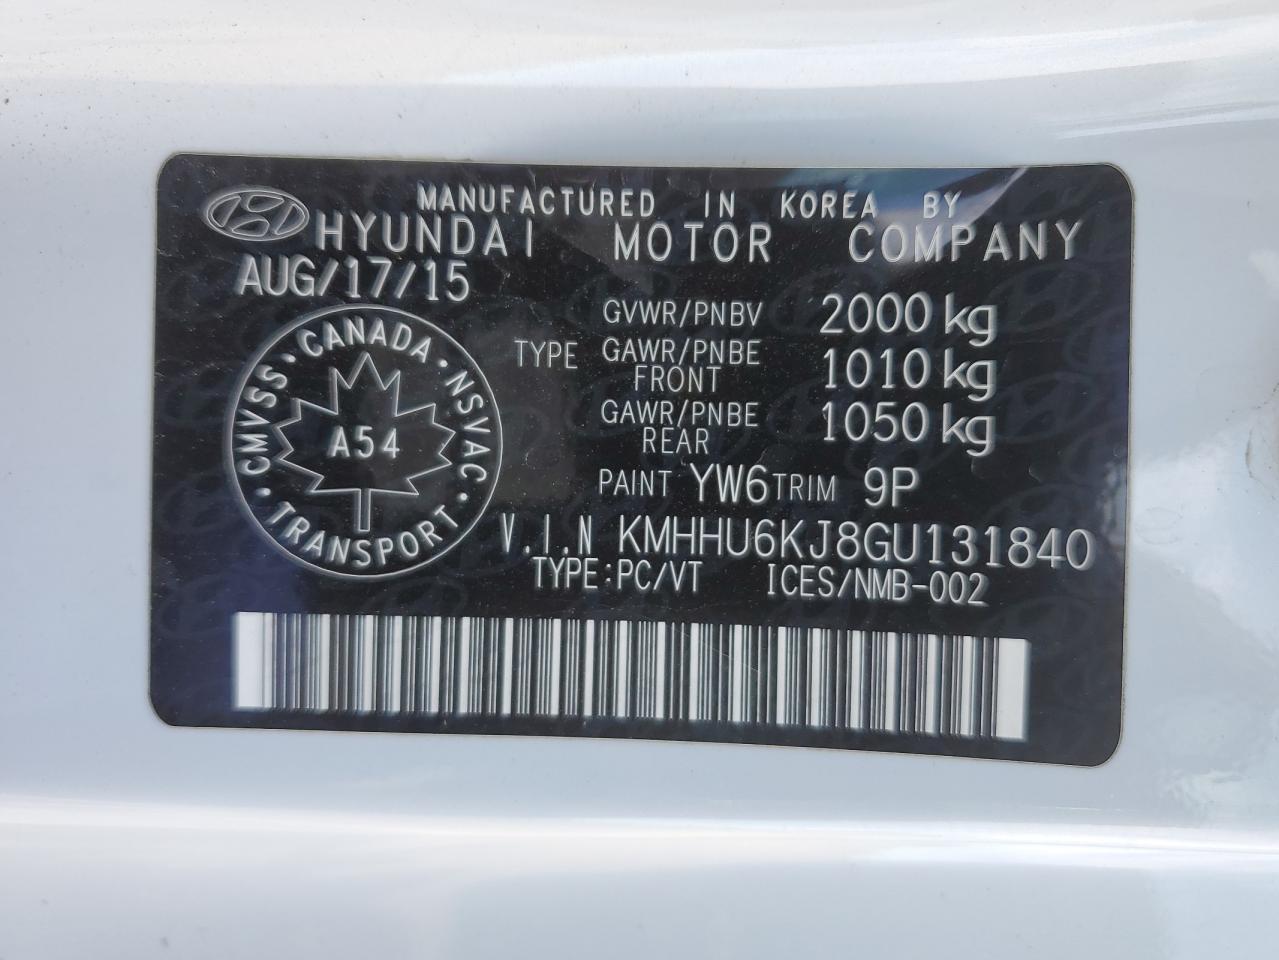 MANUFACTURED IN KOREA BY
HYUNDAI MOTOR COMPANY
AUG/17/15
GVWR/PNBV 2000 kg
TYPE GAWR/PNBE FRONT 1010 kg
GAWR/PNBE REAR 1050 kg
CANADA · NSVAC · TRANSPORT · CMVSS ·
A54
PAINT YW6 TRIM 9P
V.I.N KMHHU6KJ8GU131840
TYPE:PC/VT ICES/NMB-002